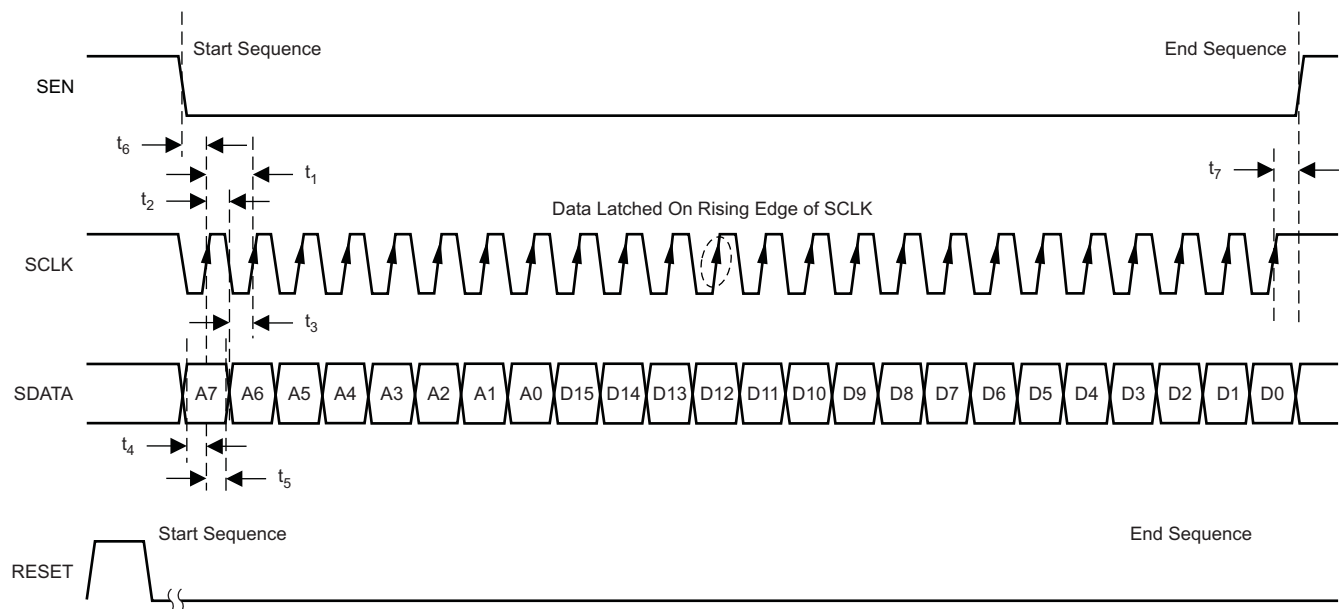 Start Sequence
End Sequence
SEN
t6
t1
t7
t2
Data Latched On Rising Edge of SCLK
SCLK
t3
SDATA A7 A6 A5 A4 A3 A2 A1 A0 D15 D14 D13 D12 D11 D10 D9 D8 D7 D6 D5 D4 D3 D2 D1 D0
t4
t5
Start Sequence
End Sequence
RESET